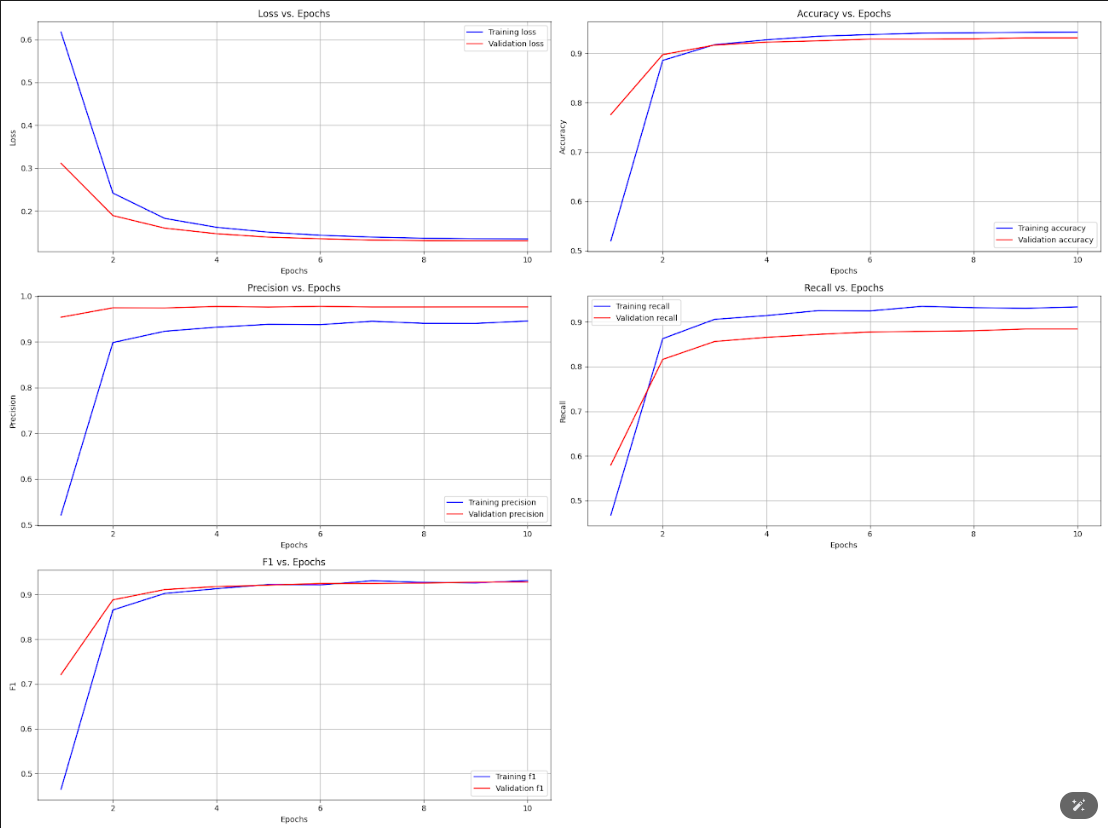 Loss vs. Epochs
Loss
0.6
0.5
0.4
0.3
0.2
Training loss
Validation loss
2 4 6 8 10
Epochs
Accuracy vs. Epochs
Accuracy
0.9
0.8
0.7
0.6
0.5
Training accuracy
Validation accuracy
2 4 6 8 10
Epochs
Precision vs. Epochs
Precision
1.0
0.9
0.8
0.7
0.6
0.5
Training precision
Validation precision
2 4 6 8 10
Epochs
Recall vs. Epochs
Recall
Training recall
Validation recall
0.9
0.8
0.7
0.6
0.5
2 4 6 8 10
Epochs
F1 vs. Epochs
F1
0.9
0.8
0.7
0.6
0.5
Training f1
Validation f1
2 4 6 8 10
Epochs